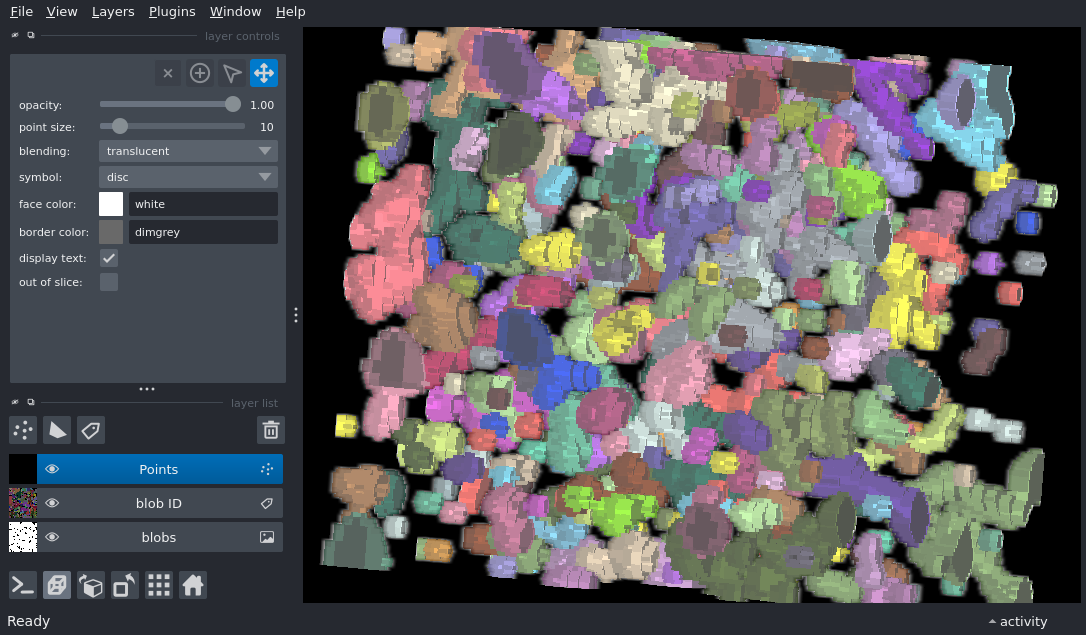 File View Layers Plugins Window Help
layer controls
opacity: 1.00
point size: 10
blending: translucent
symbol: disc
face color: white
border color: dimgrey
display text:
out of slice:
layer list
Points
blob ID
blobs
Ready
activity